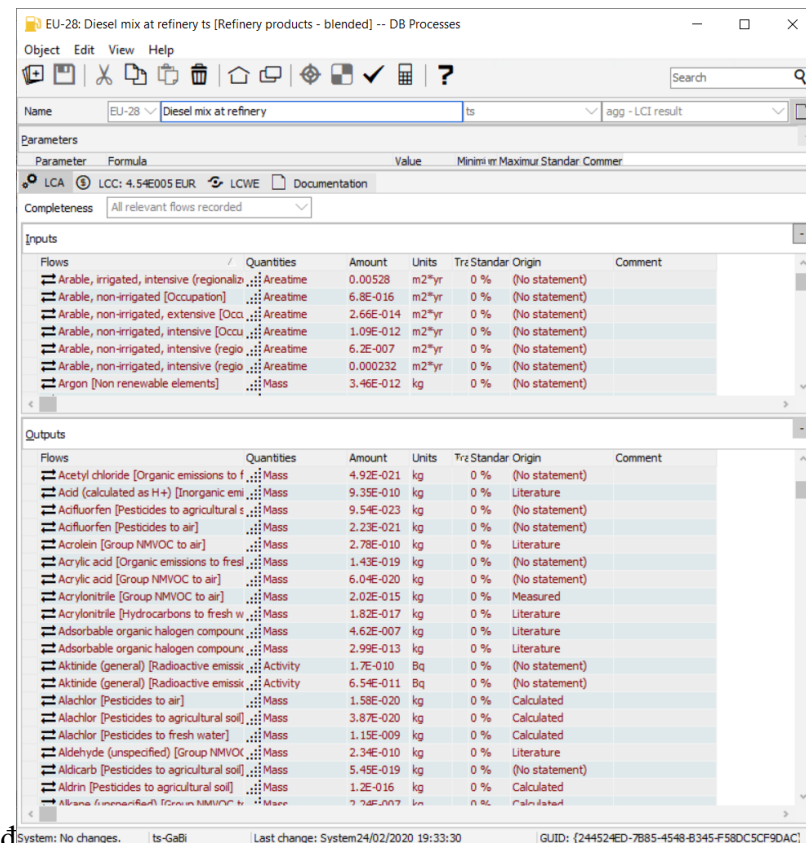 EU-28: Diesel mix at refinery ts [Refinery products - blended] -- DB Processes
Object Edit View Help
Search
Name EU-28 Diesel mix at refinery ts agg - LCI result
Parameters
Parameter Formula Value Minimi Maximur Standar Commer
LCA LCC: 4.54E005 EUR LCWE Documentation
Completeness All relevant flows recorded
Inputs
Flows Quantities Amount Units Tra Standar Origin Comment
Arable, irrigated, intensive (regionaliz Areatime 0.00528 m2*yr 0 % (No statement)
Arable, non-irrigated [Occupation] Areatime 6.8E-016 m2*yr 0 % (No statement)
Arable, non-irrigated, extensive [Occu Areatime 2.66E-014 m2*yr 0 % (No statement)
Arable, non-irrigated, intensive [Occu Areatime 1.09E-012 m2*yr 0 % (No statement)
Arable, non-irrigated, intensive (regio Areatime 6.2E-007 m2*yr 0 % (No statement)
Arable, non-irrigated, intensive (regio Areatime 0.000232 m2*yr 0 % (No statement)
Argon [Non renewable elements] Mass 3.46E-012 kg 0 % (No statement)
Outputs
Flows Quantities Amount Units Tra Standar Origin Comment
Acetyl chloride [Organic emissions to f Mass 4.92E-021 kg 0 % (No statement)
Acid (calculated as H+) [Inorganic emi Mass 9.35E-010 kg 0 % Literature
Acifluorfen [Pesticides to agricultural s Mass 9.54E-023 kg 0 % (No statement)
Acifluorfen [Pesticides to air] Mass 2.23E-021 kg 0 % (No statement)
Acrolein [Group NMVOC to air] Mass 2.78E-010 kg 0 % Literature
Acrylic acid [Organic emissions to fresl Mass 1.43E-019 kg 0 % (No statement)
Acrylic acid [Group NMVOC to air] Mass 6.04E-020 kg 0 % (No statement)
Acrylonitrile [Group NMVOC to air] Mass 2.02E-015 kg 0 % Measured
Acrylonitrile [Hydrocarbons to fresh w Mass 1.82E-017 kg 0 % Literature
Adsorbable organic halogen compound Mass 4.62E-007 kg 0 % Literature
Adsorbable organic halogen compound Mass 2.99E-013 kg 0 % Literature
Aktinide (general) [Radioactive emissic Activity 1.7E-010 Bq 0 % (No statement)
Aktinide (general) [Radioactive emissic Activity 6.54E-011 Bq 0 % (No statement)
Alachlor [Pesticides to air] Mass 1.58E-020 kg 0 % Calculated
Alachlor [Pesticides to agricultural soil] Mass 3.87E-020 kg 0 % Calculated
Alachlor [Pesticides to fresh water] Mass 1.15E-009 kg 0 % Calculated
Aldehyde (unspecified) [Group NMVOC Mass 2.34E-010 kg 0 % Literature
Aldicarb [Pesticides to agricultural soil] Mass 5.45E-019 kg 0 % (No statement)
Aldrin [Pesticides to agricultural soil] Mass 1.2E-016 kg 0 % Calculated
Alkane (unspecified) [Group NMVOC to Mass 2.24E-007 kg 0 % Calculated
đ
System: No changes. ts-GaBi Last change: System24/02/2020 19:33:30 GUID: {244524ED-7B85-4548-B345-F58DC5CF9DAC}